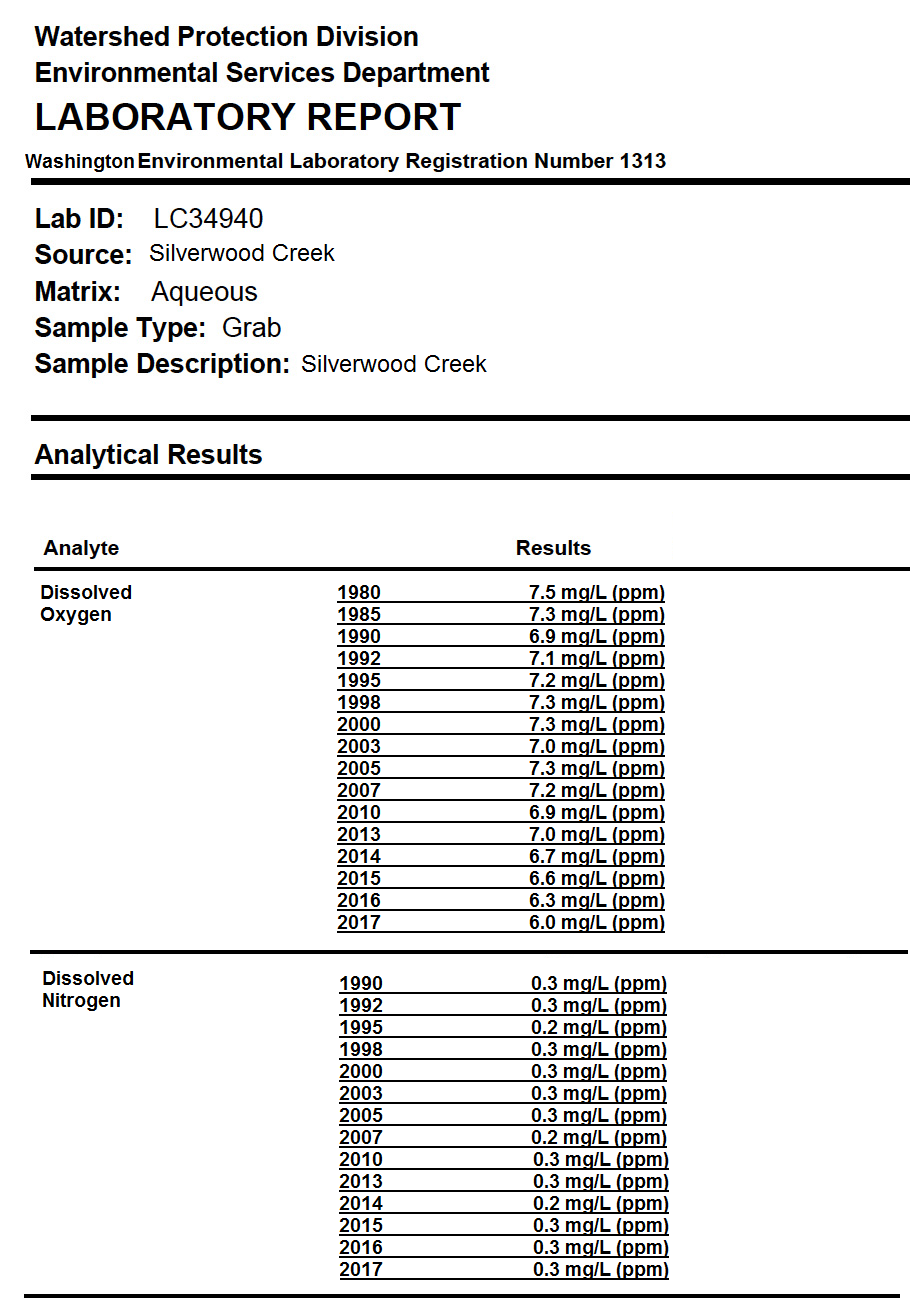 Watershed Protection Division
Environmental Services Department
LABORATORY REPORT
Washington Environmental Laboratory Registration Number 1313
Lab ID: LC34940
Source: Silverwood Creek
Matrix: Aqueous
Sample Type: Grab
Sample Description: Silverwood Creek
Analytical Results
Analyte Results
Dissolved 1980 7.5 mg/L (ppm)
Oxygen 1985 7.3 mg/L (ppm)
1990 6.9 mg/L (ppm)
1992 7.1 mg/L (ppm)
1995 7.2 mg/L (ppm)
1998 7.3 mg/L (ppm)
2000 7.3 mg/L (ppm)
2003 7.0 mg/L (ppm)
2005 7.3 mg/L (ppm)
2007 7.2 mg/L (ppm)
2010 6.9 mg/L (ppm)
2013 7.0 mg/L (ppm)
2014 6.7 mg/L (ppm)
2015 6.6 mg/L (ppm)
2016 6.3 mg/L (ppm)
2017 6.0 mg/L (ppm)
Dissolved 1990 0.3 mg/L (ppm)
Nitrogen 1992 0.3 mg/L (ppm)
1995 0.2 mg/L (ppm)
1998 0.3 mg/L (ppm)
2000 0.3 mg/L (ppm)
2003 0.3 mg/L (ppm)
2005 0.3 mg/L (ppm)
2007 0.2 mg/L (ppm)
2010 0.3 mg/L (ppm)
2013 0.3 mg/L (ppm)
2014 0.2 mg/L (ppm)
2015 0.3 mg/L (ppm)
2016 0.3 mg/L (ppm)
2017 0.3 mg/L (ppm)